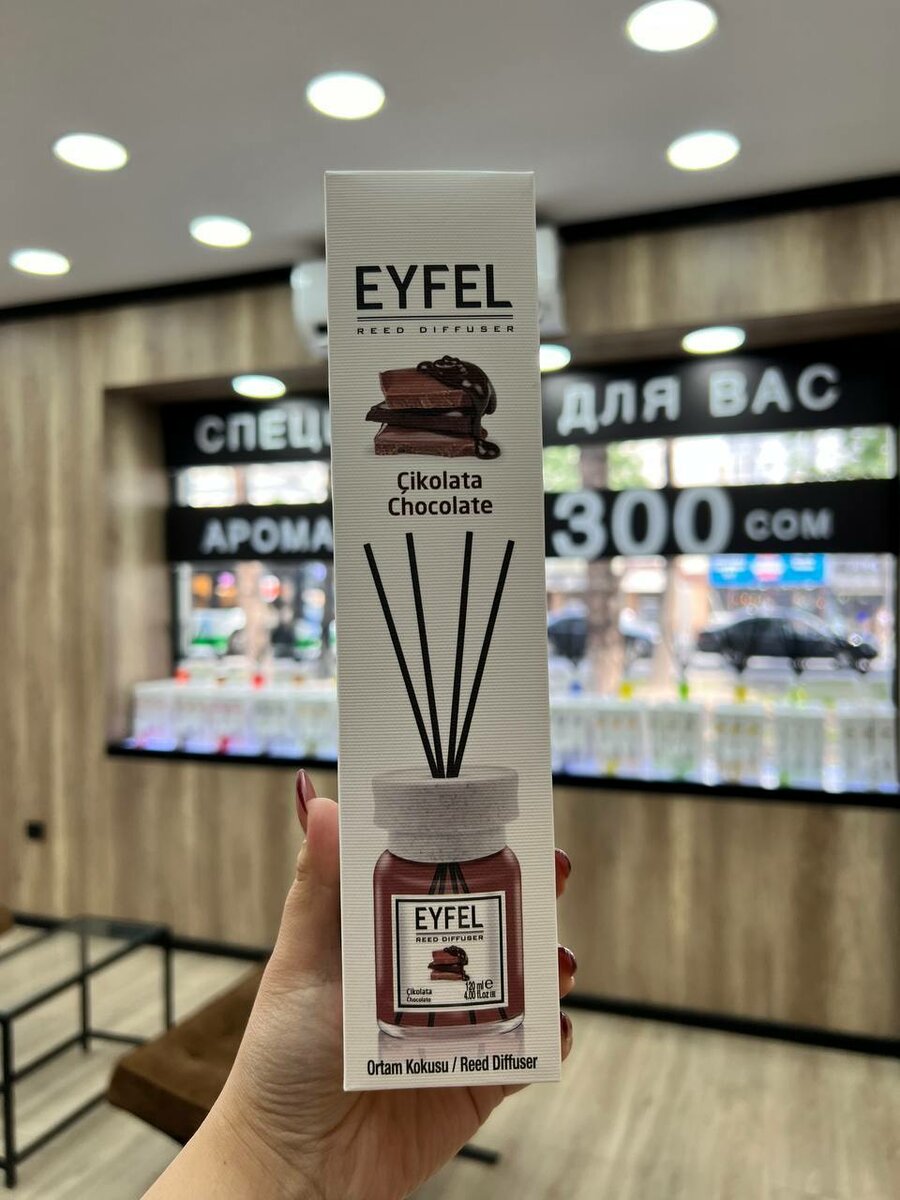 EYFEL
REED DIFFUSER
Çikolata
Chocolate
СПЕЦ
ДЛЯ ВАС
АРОМА
300 СОМ
EYFEL
REED DIFFUSER
Çikolata
Chocolate
120 ml e
4.00 fl.oz
Ortam Kokusu / Reed Diffuser